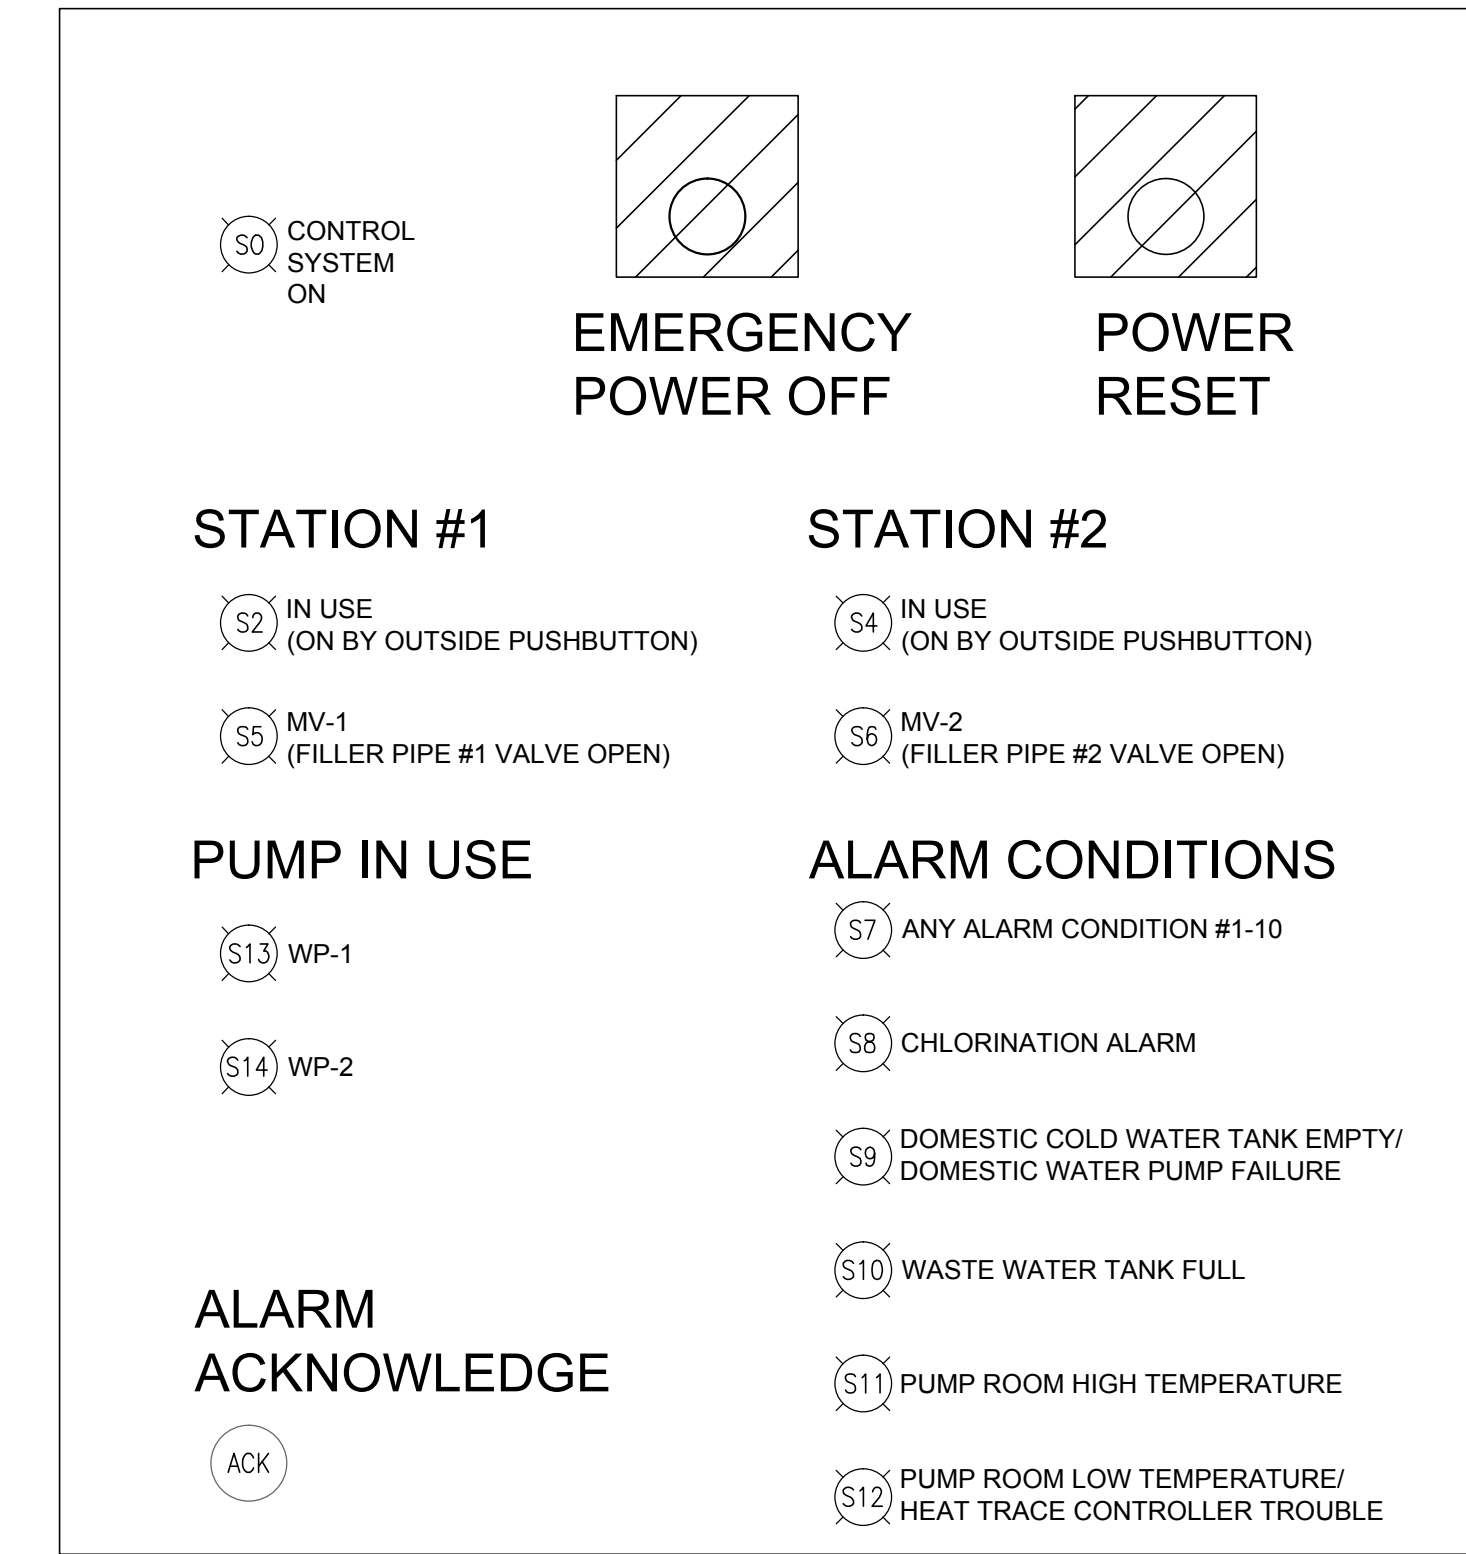 S0 CONTROL
SYSTEM
ON
EMERGENCY
POWER OFF
POWER
RESET
STATION #1
S2 IN USE
(ON BY OUTSIDE PUSHBUTTON)
S5 MV-1
(FILLER PIPE #1 VALVE OPEN)
STATION #2
S4 IN USE
(ON BY OUTSIDE PUSHBUTTON)
S6 MV-2
(FILLER PIPE #2 VALVE OPEN)
PUMP IN USE
S13 WP-1
S14 WP-2
ALARM CONDITIONS
S7 ANY ALARM CONDITION #1-10
S8 CHLORINATION ALARM
S9 DOMESTIC COLD WATER TANK EMPTY/
DOMESTIC WATER PUMP FAILURE
S10 WASTE WATER TANK FULL
S11 PUMP ROOM HIGH TEMPERATURE
S12 PUMP ROOM LOW TEMPERATURE/
HEAT TRACE CONTROLLER TROUBLE
ALARM
ACKNOWLEDGE
ACK